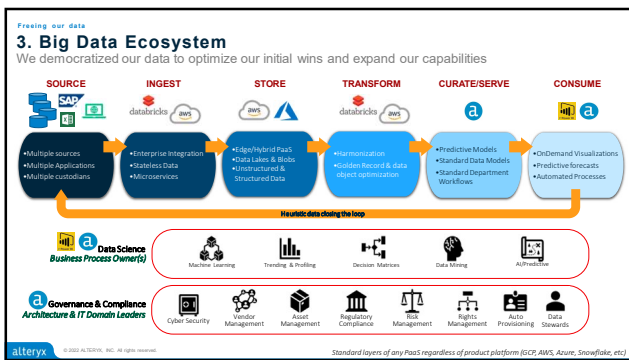 Freeing our data
3. Big Data Ecosystem
We democratized our data to optimize our initial wins and expand our capabilities
SOURCE
INGEST
STORE
TRANSFORM
CURATE/SERVE
CONSUME
SAP
databricks
aws
aws
databricks
aws
a
a
•Multiple sources
•Multiple Applications
•Multiple custodians
•Enterprise Integration
•Stateless Data
•Microservices
•Edge/Hybrid PaaS
•Data Lakes & Blobs
•Unstructured &
Structured Data
•Harmonization
•Golden Record & data
object optimization
•Predictive Models
•Standard Data Models
•Standard Department
Workflows
•OnDemand Visualizations
•Predictive forecasts
•Automated Processes
Heuristic data closing the loop
a
Data Science
Business Process Owner(s)
Machine Learning
Trending & Profiling
Decision Matrices
Data Mining
AI/Predictive
a
Governance & Compliance
Architecture & IT Domain Leaders
Cyber Security
Vendor
Management
Asset
Management
Regulatory
Compliance
Risk
Management
Rights
Management
Auto
Provisioning
Data
Stewards
alteryx
© 2022 ALTERYX, INC. All rights reserved.
Standard layers of any PaaS regardless of product platform (GCP, AWS, Azure, Snowflake, etc)